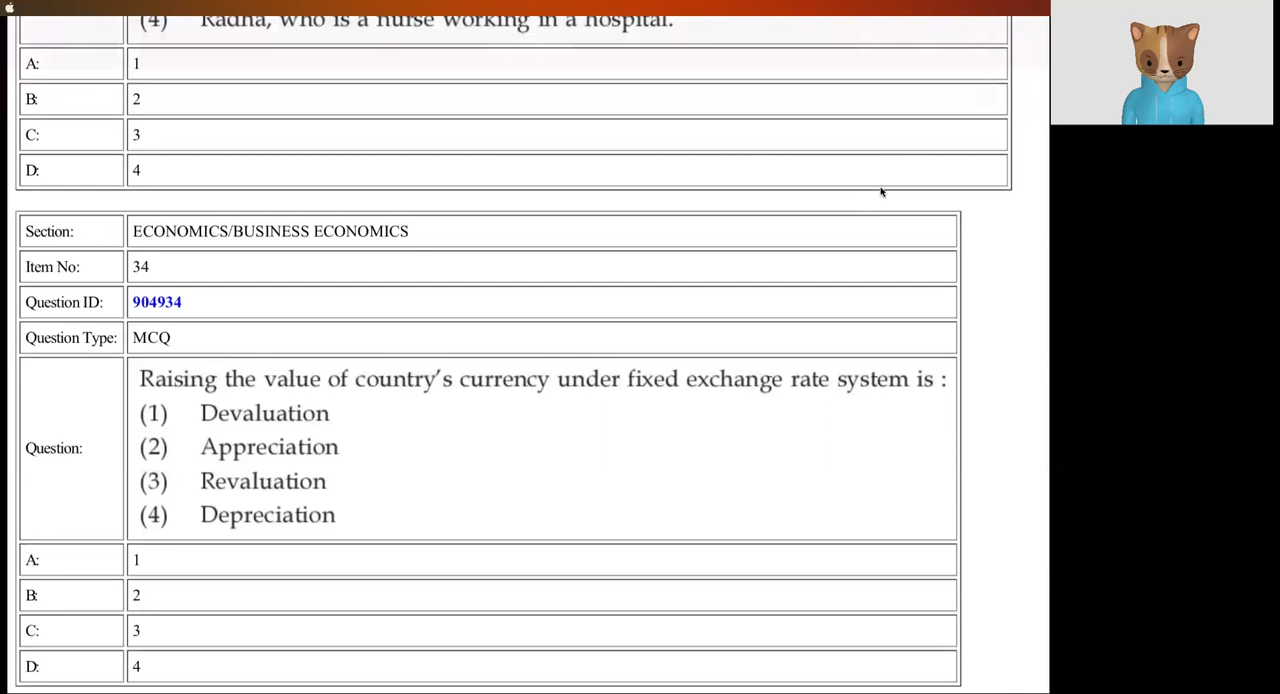 (4) Radha, who is a nurse working in a hospital.
A: 1
B: 2
C: 3
D: 4
Section: ECONOMICS/BUSINESS ECONOMICS
Item No: 34
Question ID: 904934
Question Type: MCQ
Question:
Raising the value of country's currency under fixed exchange rate system is :
(1) Devaluation
(2) Appreciation
(3) Revaluation
(4) Depreciation
A: 1
B: 2
C: 3
D: 4